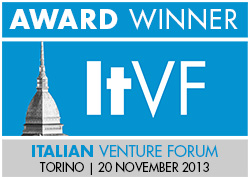 AWARD WINNER
ItVF
ITALIAN VENTURE FORUM
TORINO | 20 NOVEMBER 2013